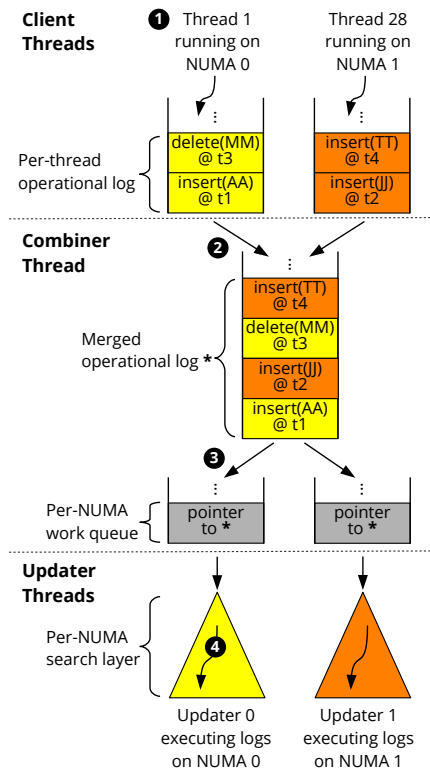 Client
Threads
1
Thread 1
running on
NUMA 0
Thread 28
running on
NUMA 1
...
...
Per-thread
operational log
delete(MM)
@ t3
insert(AA)
@ t1
insert(TT)
@ t4
insert(JJ)
@ t2
Combiner
Thread
2
...
Merged
operational log *
insert(TT)
@ t4
delete(MM)
@ t3
insert(JJ)
@ t2
insert(AA)
@ t1
3
...
...
Per-NUMA
work queue
pointer
to *
pointer
to *
Updater
Threads
Per-NUMA
search layer
4
Updater 0
executing logs
on NUMA 0
Updater 1
executing logs
on NUMA 1